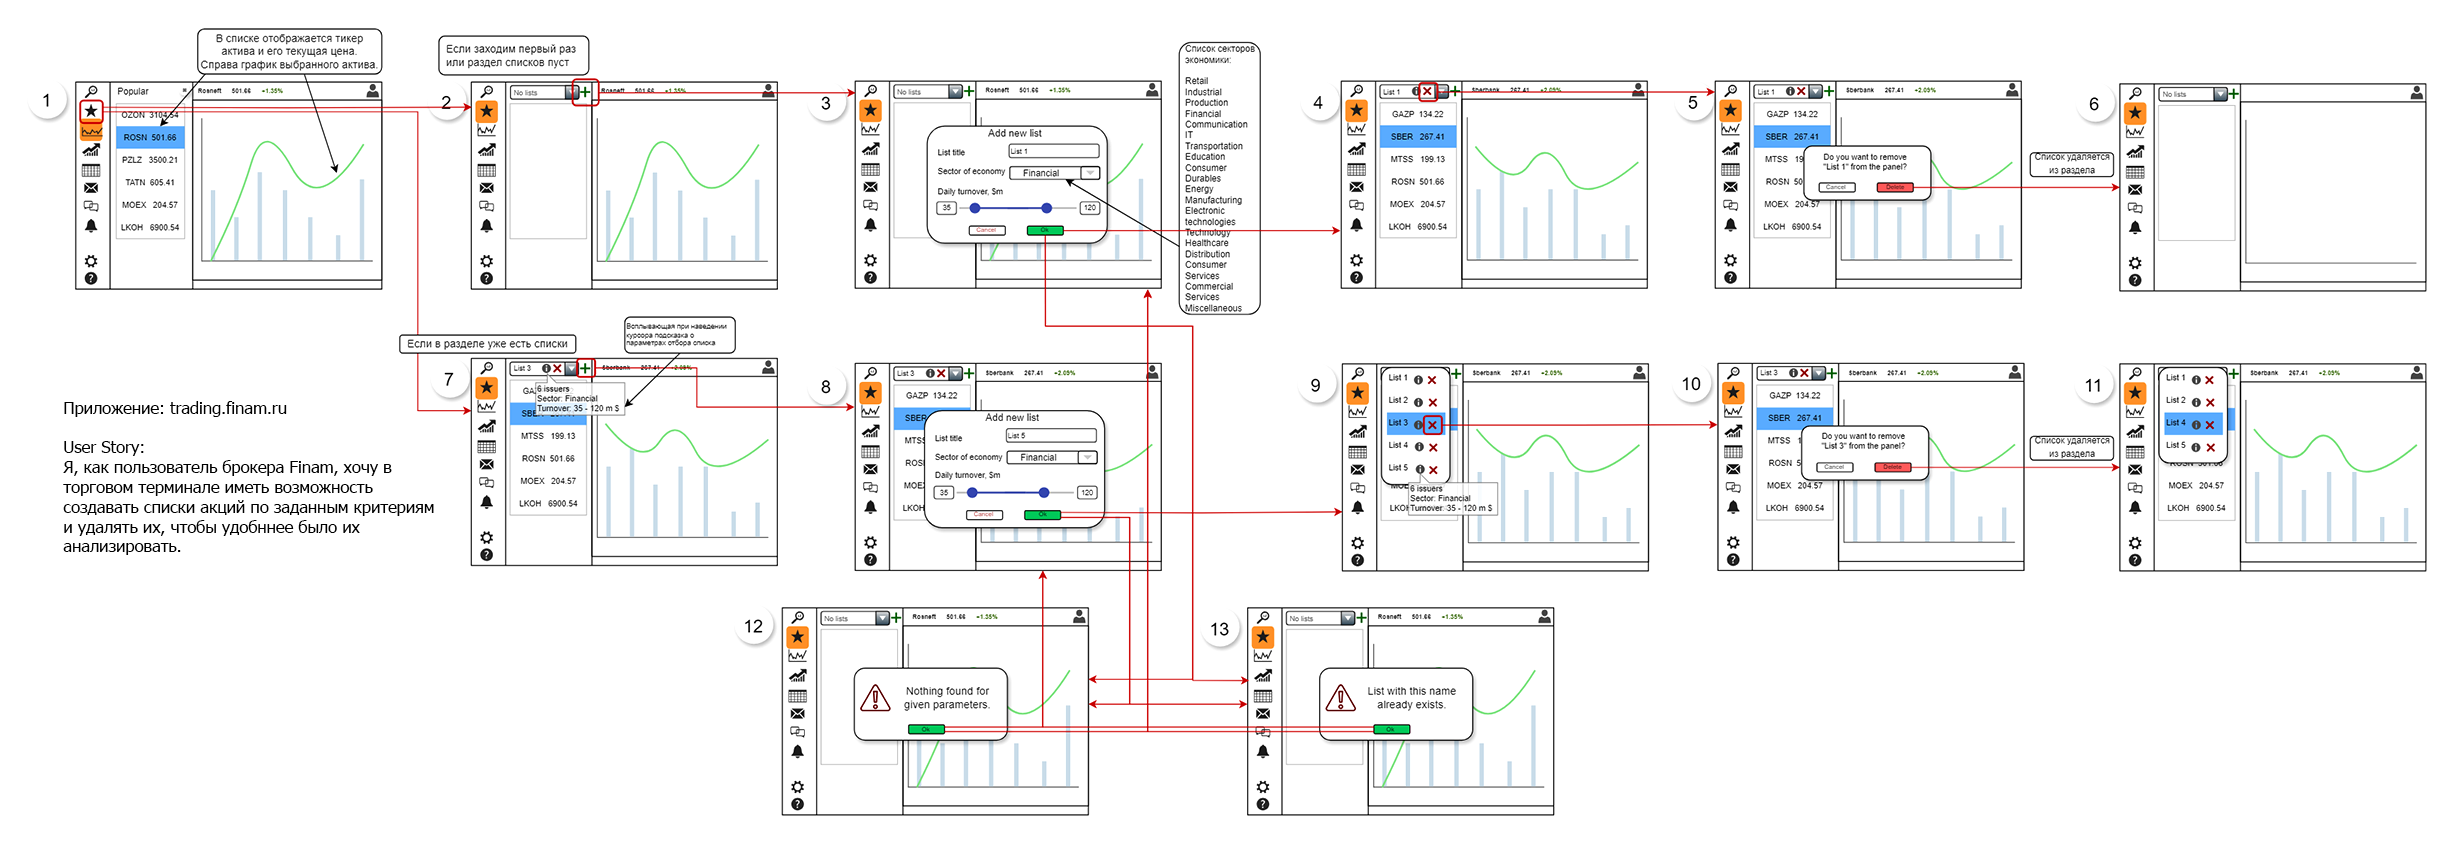 В списке отображается тикер
актива и его текущая цена.
Справа график выбранного актива.
1
Popular
Rosneft 501.66 +1.35%
OZON 3104.54
ROSN 501.66
PZLZ 3500.21
TATN 605.41
MOEX 204.57
LKOH 6900.54
Если заходим первый раз
или раздел списков пуст
2
No lists
Rosneft 501.66 +1.35%
3
No lists
Rosneft 501.66 +1.35%
Add new list
List title
List 1
Sector of economy
Financial
Daily turnover, $m
35
120
Cancel
Ok
Список секторов
экономики:
Retail
Industrial
Production
Financial
Communication
IT
Transportation
Education
Consumer
Durables
Energy
Manufacturing
Electronic
technologies
Technology
Healthcare
Distribution
Consumer
Services
Commercial
Services
Miscellaneous
4
List 1
Sberbank 267.41 +2.09%
GAZP 134.22
SBER 267.41
MTSS 199.13
ROSN 501.66
MOEX 204.57
LKOH 6900.54
5
List 1
Sberbank 267.41 +2.09%
GAZP 134.22
SBER 267.41
MTSS 19
ROSN 50
MOEX 204.57
LKOH 6900.54
Do you want to remove
"List 1" from the panel?
Cancel
Delete
Список удаляется
из раздела
6
No lists
Если в разделе уже есть списки
Всплывающая при наведении
курсора подсказка о
параметрах отбора списка
7
List 3
Sberbank 267.41 +2.09%
GA
SB
6 issuers
Sector: Financial
Turnover: 35 - 120 m $
MTSS 199.13
ROSN 501.66
MOEX 204.57
LKOH 6900.54
8
List 3
Sberbank 267.41 +2.09%
GAZP 134.22
SBER
MTS
ROS
MOE
LKO
Add new list
List title
List 5
Sector of economy
Financial
Daily turnover, $m
35
120
Cancel
Ok
9
List 1
List 2
List 3
List 4
List 5
Sberbank 267.41 +2.09%
MOE
LKO
6 issuers
Sector: Financial
Turnover: 35 - 120 m $
10
List 3
Sberbank 267.41 +2.09%
GAZP 134.22
SBER 267.41
MTSS 1
ROSN 5
MOEX 204.57
LKOH 6900.54
Do you want to remove
"List 3" from the panel?
Cancel
Delete
Список удаляется
из раздела
11
List 1
List 2
List 4
List 5
Sberbank 267.41 +2.09%
ROSN 501.66
MOEX 204.57
LKOH 6900.54
Приложение: trading.finam.ru
User Story:
Я, как пользователь брокера Finam, хочу в
торговом терминале иметь возможность
создавать списки акций по заданным критериям
и удалять их, чтобы удобннее было их
анализировать.
12
No lists
Rosneft 501.66 +1.35%
Nothing found for
given parameters.
Ok
13
No lists
Rosneft 501.66 +1.35%
List with this name
already exists.
Ok